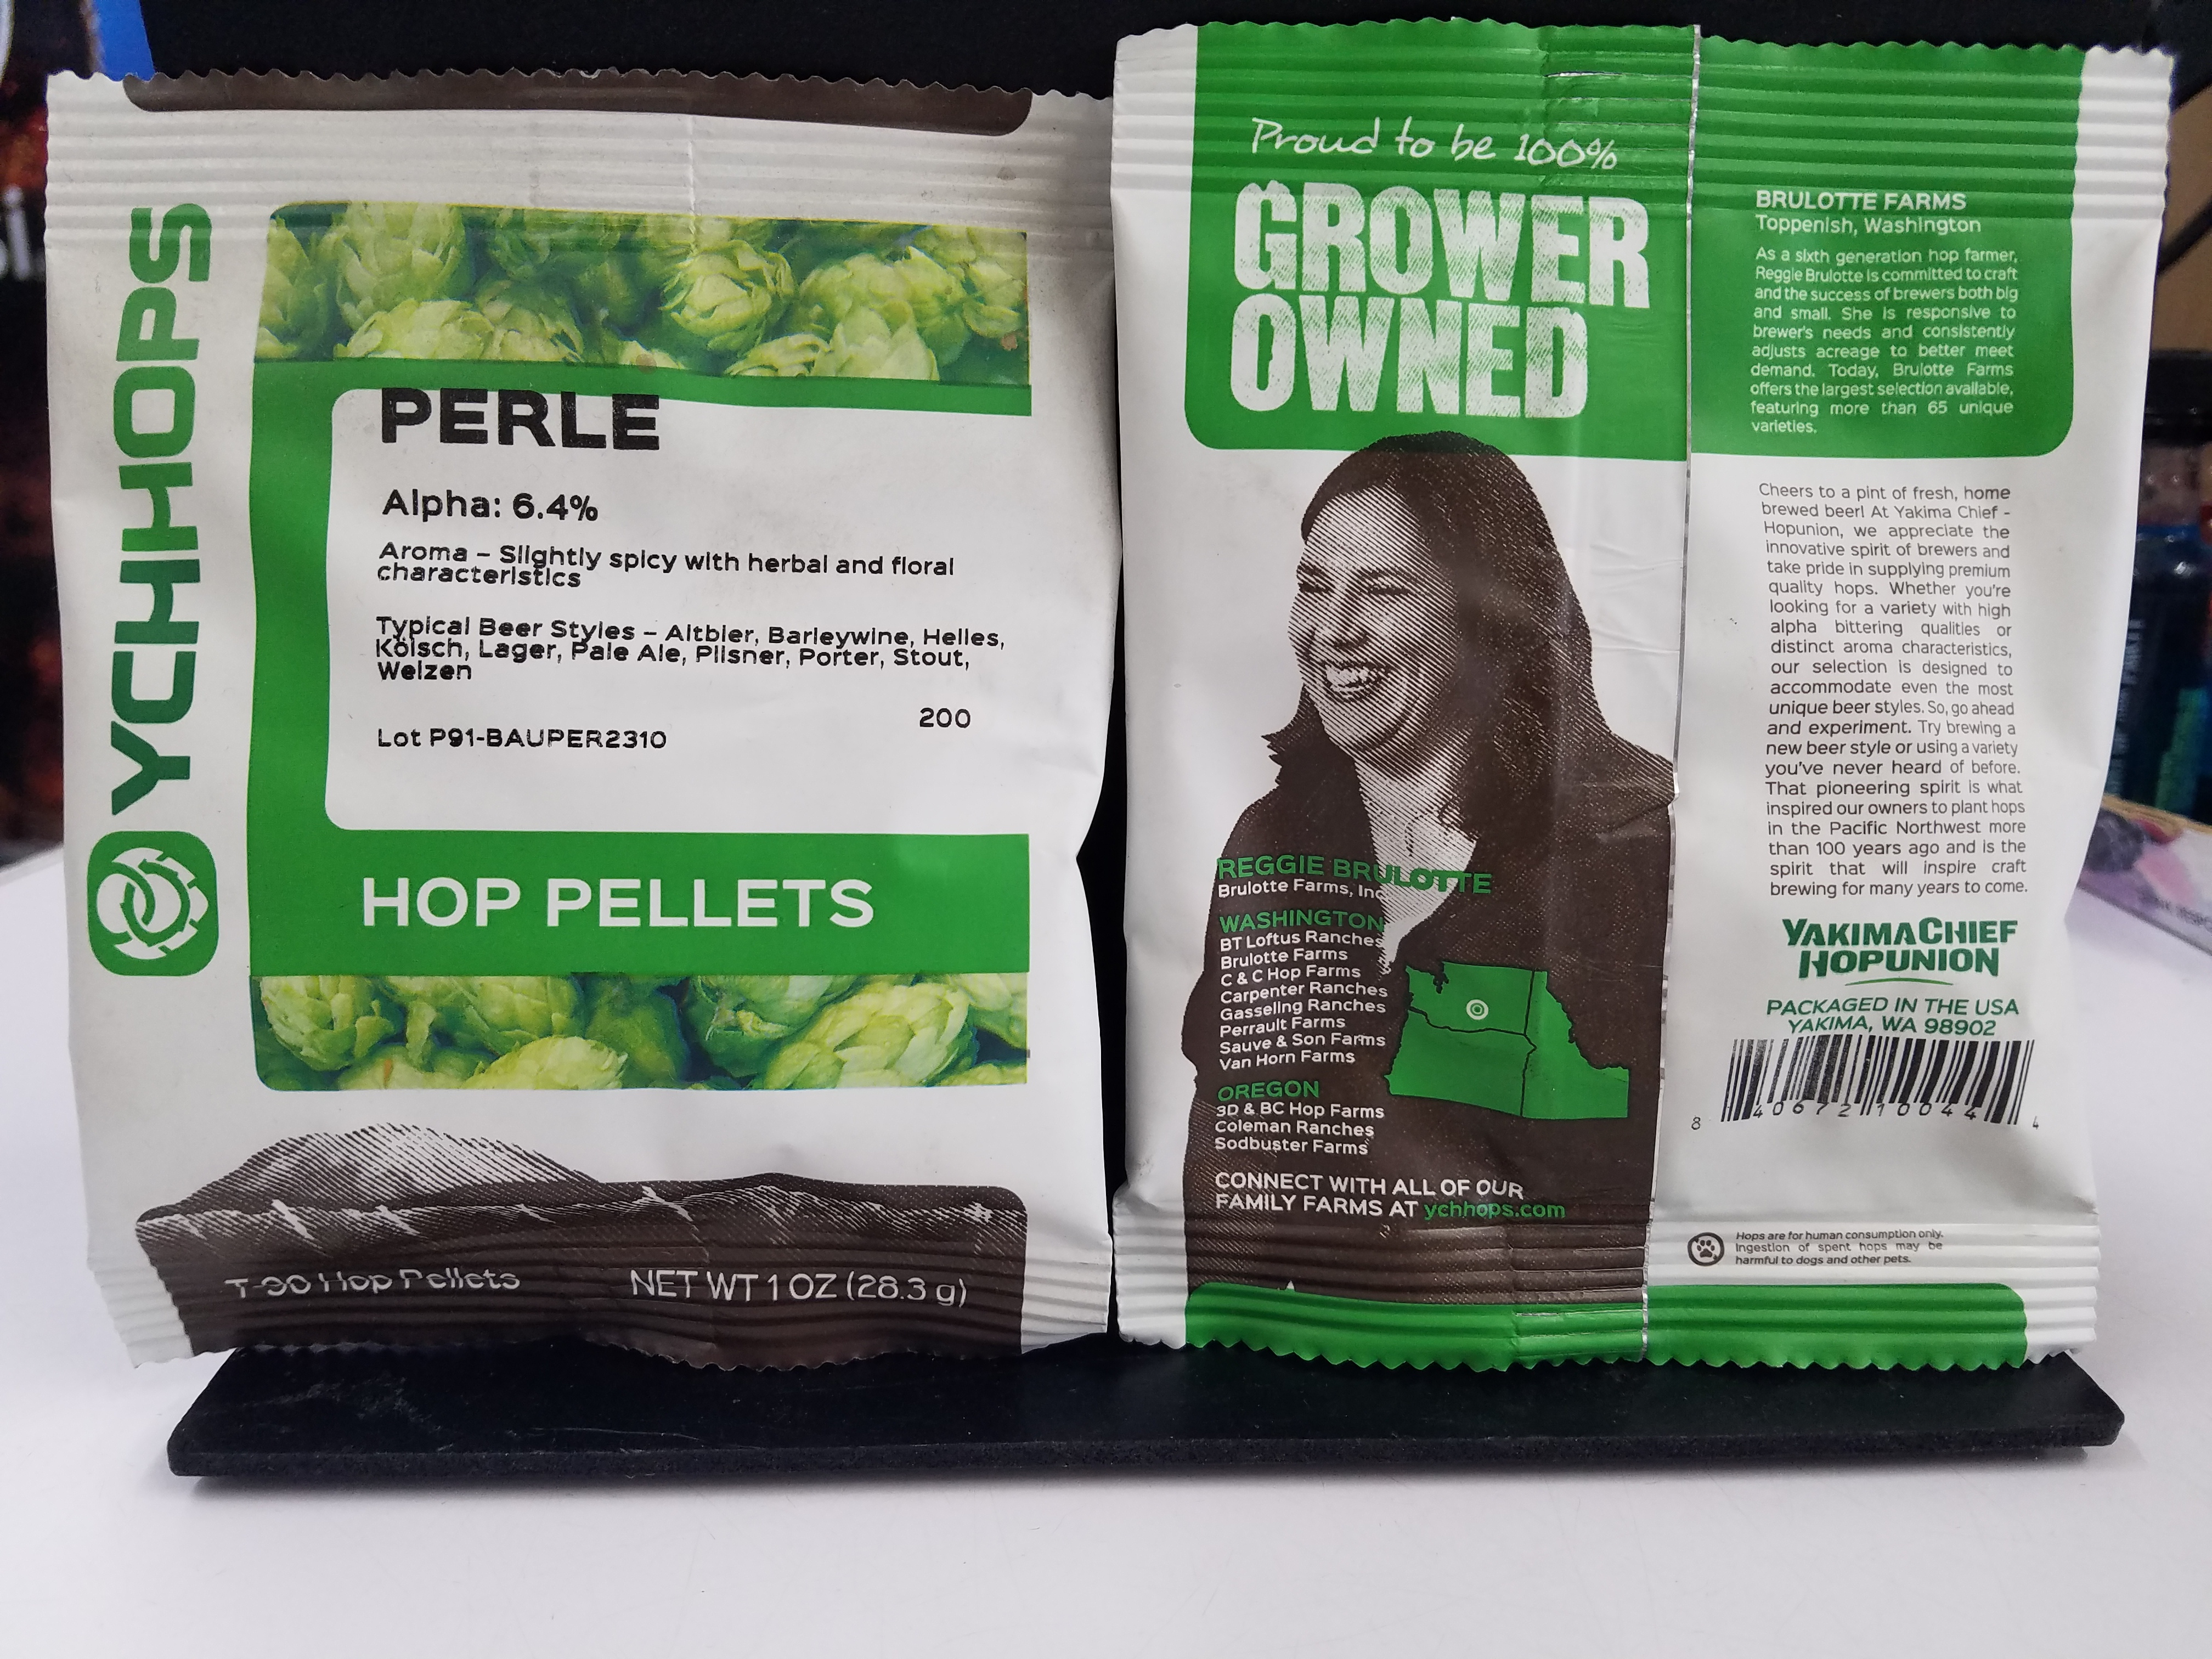 YCHHOPS
PERLE
Alpha: 6.4%
Aroma – Slightly spicy with herbal and floral
characteristics
Typical Beer Styles – Altbier, Barleywine, Helles,
Kölsch, Lager, Pale Ale, Pilsner, Porter, Stout,
Weizen
200
Lot P91-BAUPER2310
HOP PELLETS
T-90 Hop Pellets
NET WT 1 OZ (28.3 g)
Proud to be 100%
GROWER
OWNED
REGGIE BRULOTTE
Brulotte Farms, Inc
WASHINGTON
BT Loftus Ranches
Brulotte Farms
C & C Hop Farms
Carpenter Ranches
Gasseling Ranches
Perrault Farms
Sauve & Son Farms
Van Horn Farms
OREGON
3D & BC Hop Farms
Coleman Ranches
Sodbuster Farms
CONNECT WITH ALL OF OUR
FAMILY FARMS AT ychhops.com
BRULOTTE FARMS
Toppenish, Washington
As a sixth generation hop farmer,
Reggie Brulotte is committed to craft
and the success of brewers both big
and small. She is responsive to
brewer's needs and consistently
adjusts acreage to better meet
demand. Today, Brulotte Farms
offers the largest selection available,
featuring more than 65 unique
varieties.
Cheers to a pint of fresh, home
brewed beer! At Yakima Chief -
Hopunion, we appreciate the
innovative spirit of brewers and
take pride in supplying premium
quality hops. Whether you're
looking for a variety with high
alpha bittering qualities or
distinct aroma characteristics,
our selection is designed to
accommodate even the most
unique beer styles. So, go ahead
and experiment. Try brewing a
new beer style or using a variety
you've never heard of before.
That pioneering spirit is what
inspired our owners to plant hops
in the Pacific Northwest more
than 100 years ago and is the
spirit that will inspire craft
brewing for many years to come.
YAKIMA CHIEF
HOPUNION
PACKAGED IN THE USA
YAKIMA, WA 98902
8 40672 10044 4
Hops are for human consumption only.
Ingestion of spent hops may be
harmful to dogs and other pets.